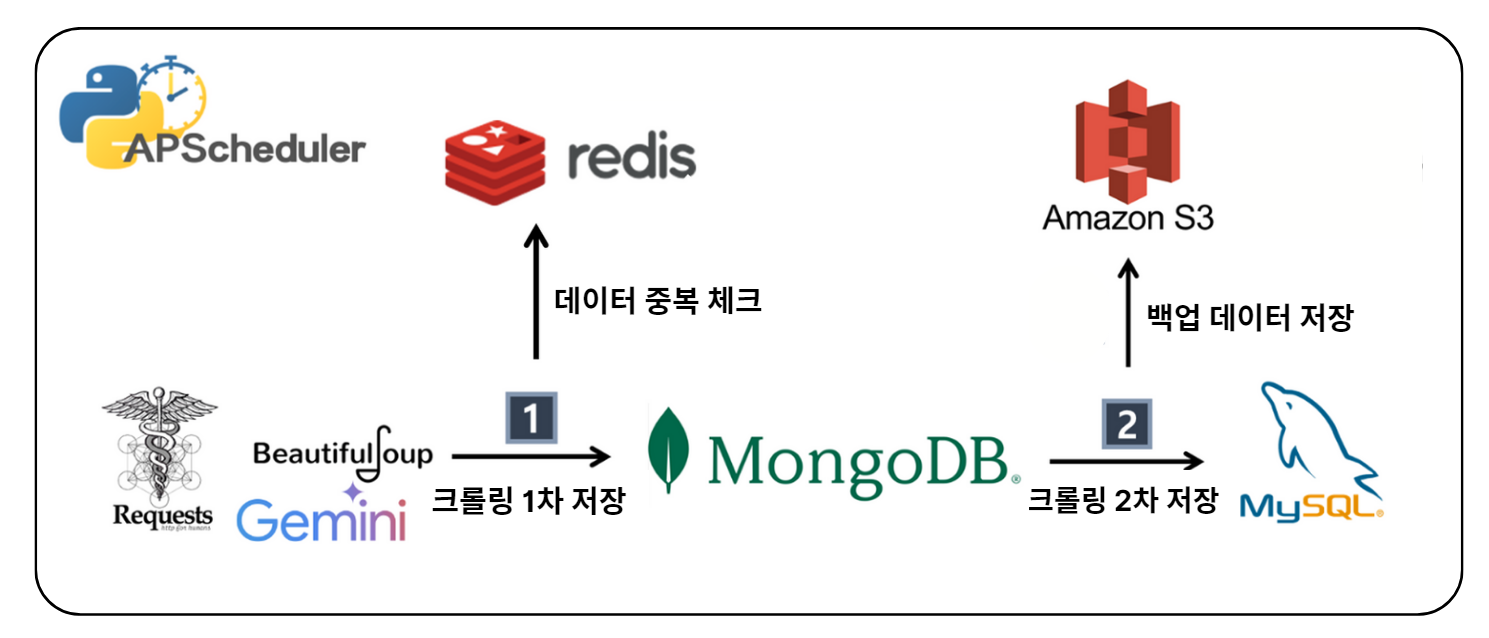 APScheduler
redis
Amazon S3
데이터 중복 체크
백업 데이터 저장
1
2
BeautifulSoup
MongoDB®
Requests
http for humans
Gemini
크롤링 1차 저장
크롤링 2차 저장
MySQL®